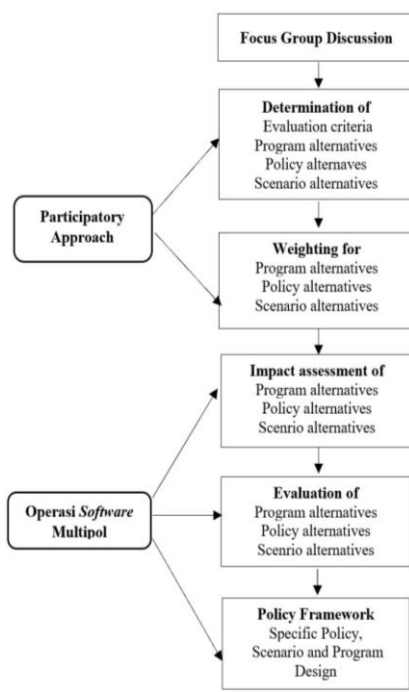 Focus Group Discussion
Determination of
Evaluation criteria
Program alternatives
Policy alternaves
Scenario alternatives
Participatory
Approach
Weighting for
Program alternatives
Policy alternatives
Scenario alternatives
Impact assessment of
Program alternatives
Policy alternatives
Scenrio alternatives
Operasi Software
Multipol
Evaluation of
Program alternatives
Policy alternatives
Scenrio alternatives
Policy Framework
Specific Policy,
Scenario and Program
Design